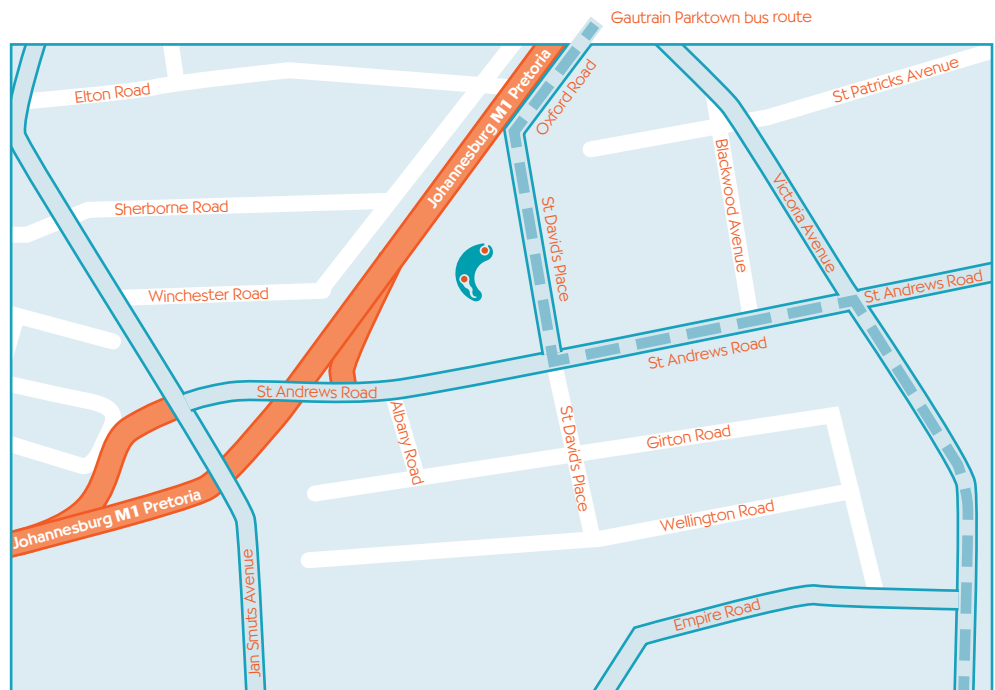 Gautrain Parktown bus route
Elton Road
Johannesburg M1 Pretoria
Oxford Road
St Patricks Avenue
Sherborne Road
St David's Place
Blackwood Avenue
Victoria Avenue
Winchester Road
St Andrews Road
St Andrews Road
St Andrews Road
Albany Road
St David's Place
Girton Road
Wellington Road
Johannesburg M1 Pretoria
Jan Smuts Avenue
Empire Road